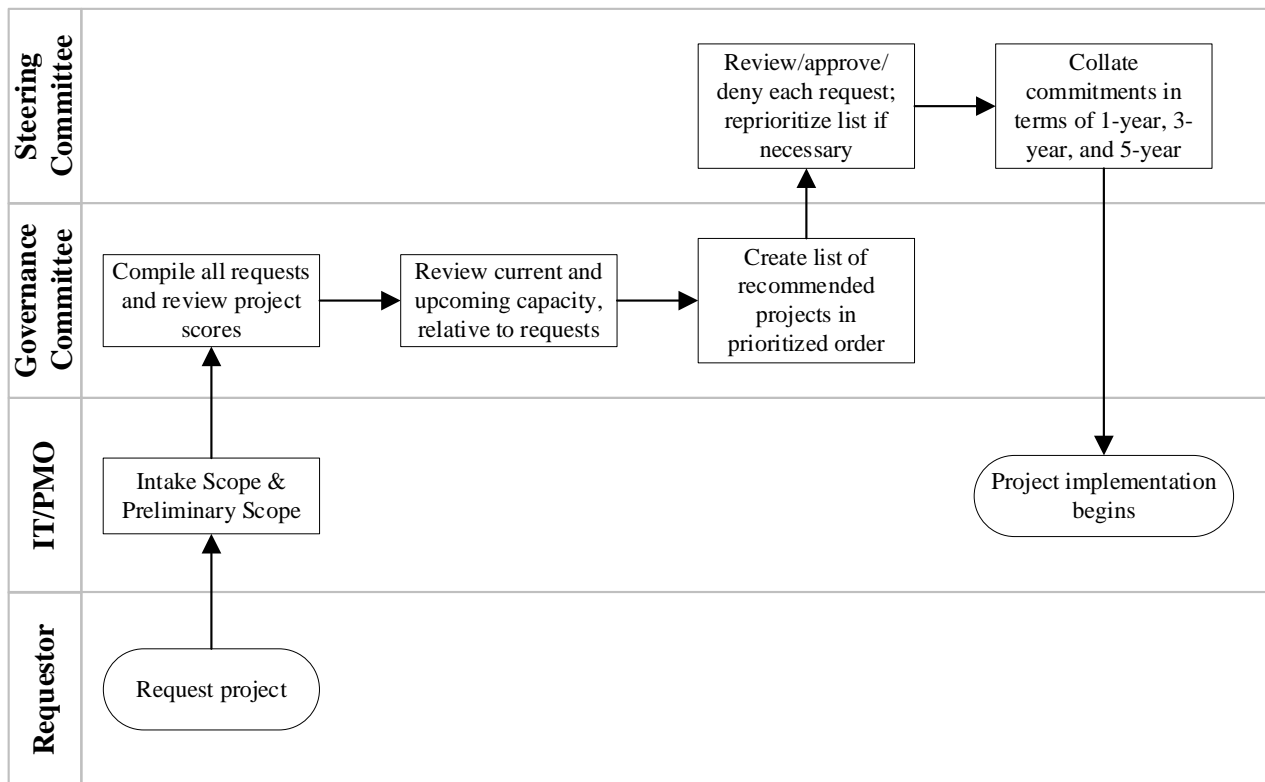 Steering
Committee
Review/approve/
deny each request;
reprioritize list if
necessary
Collate
commitments in
terms of 1-year, 3-
year, and 5-year
Governance
Committee
Compile all requests
and review project
scores
Review current and
upcoming capacity,
relative to requests
Create list of
recommended
projects in
prioritized order
IT/PMO
Intake Scope &
Preliminary Scope
Project implementation
begins
Requestor
Request project